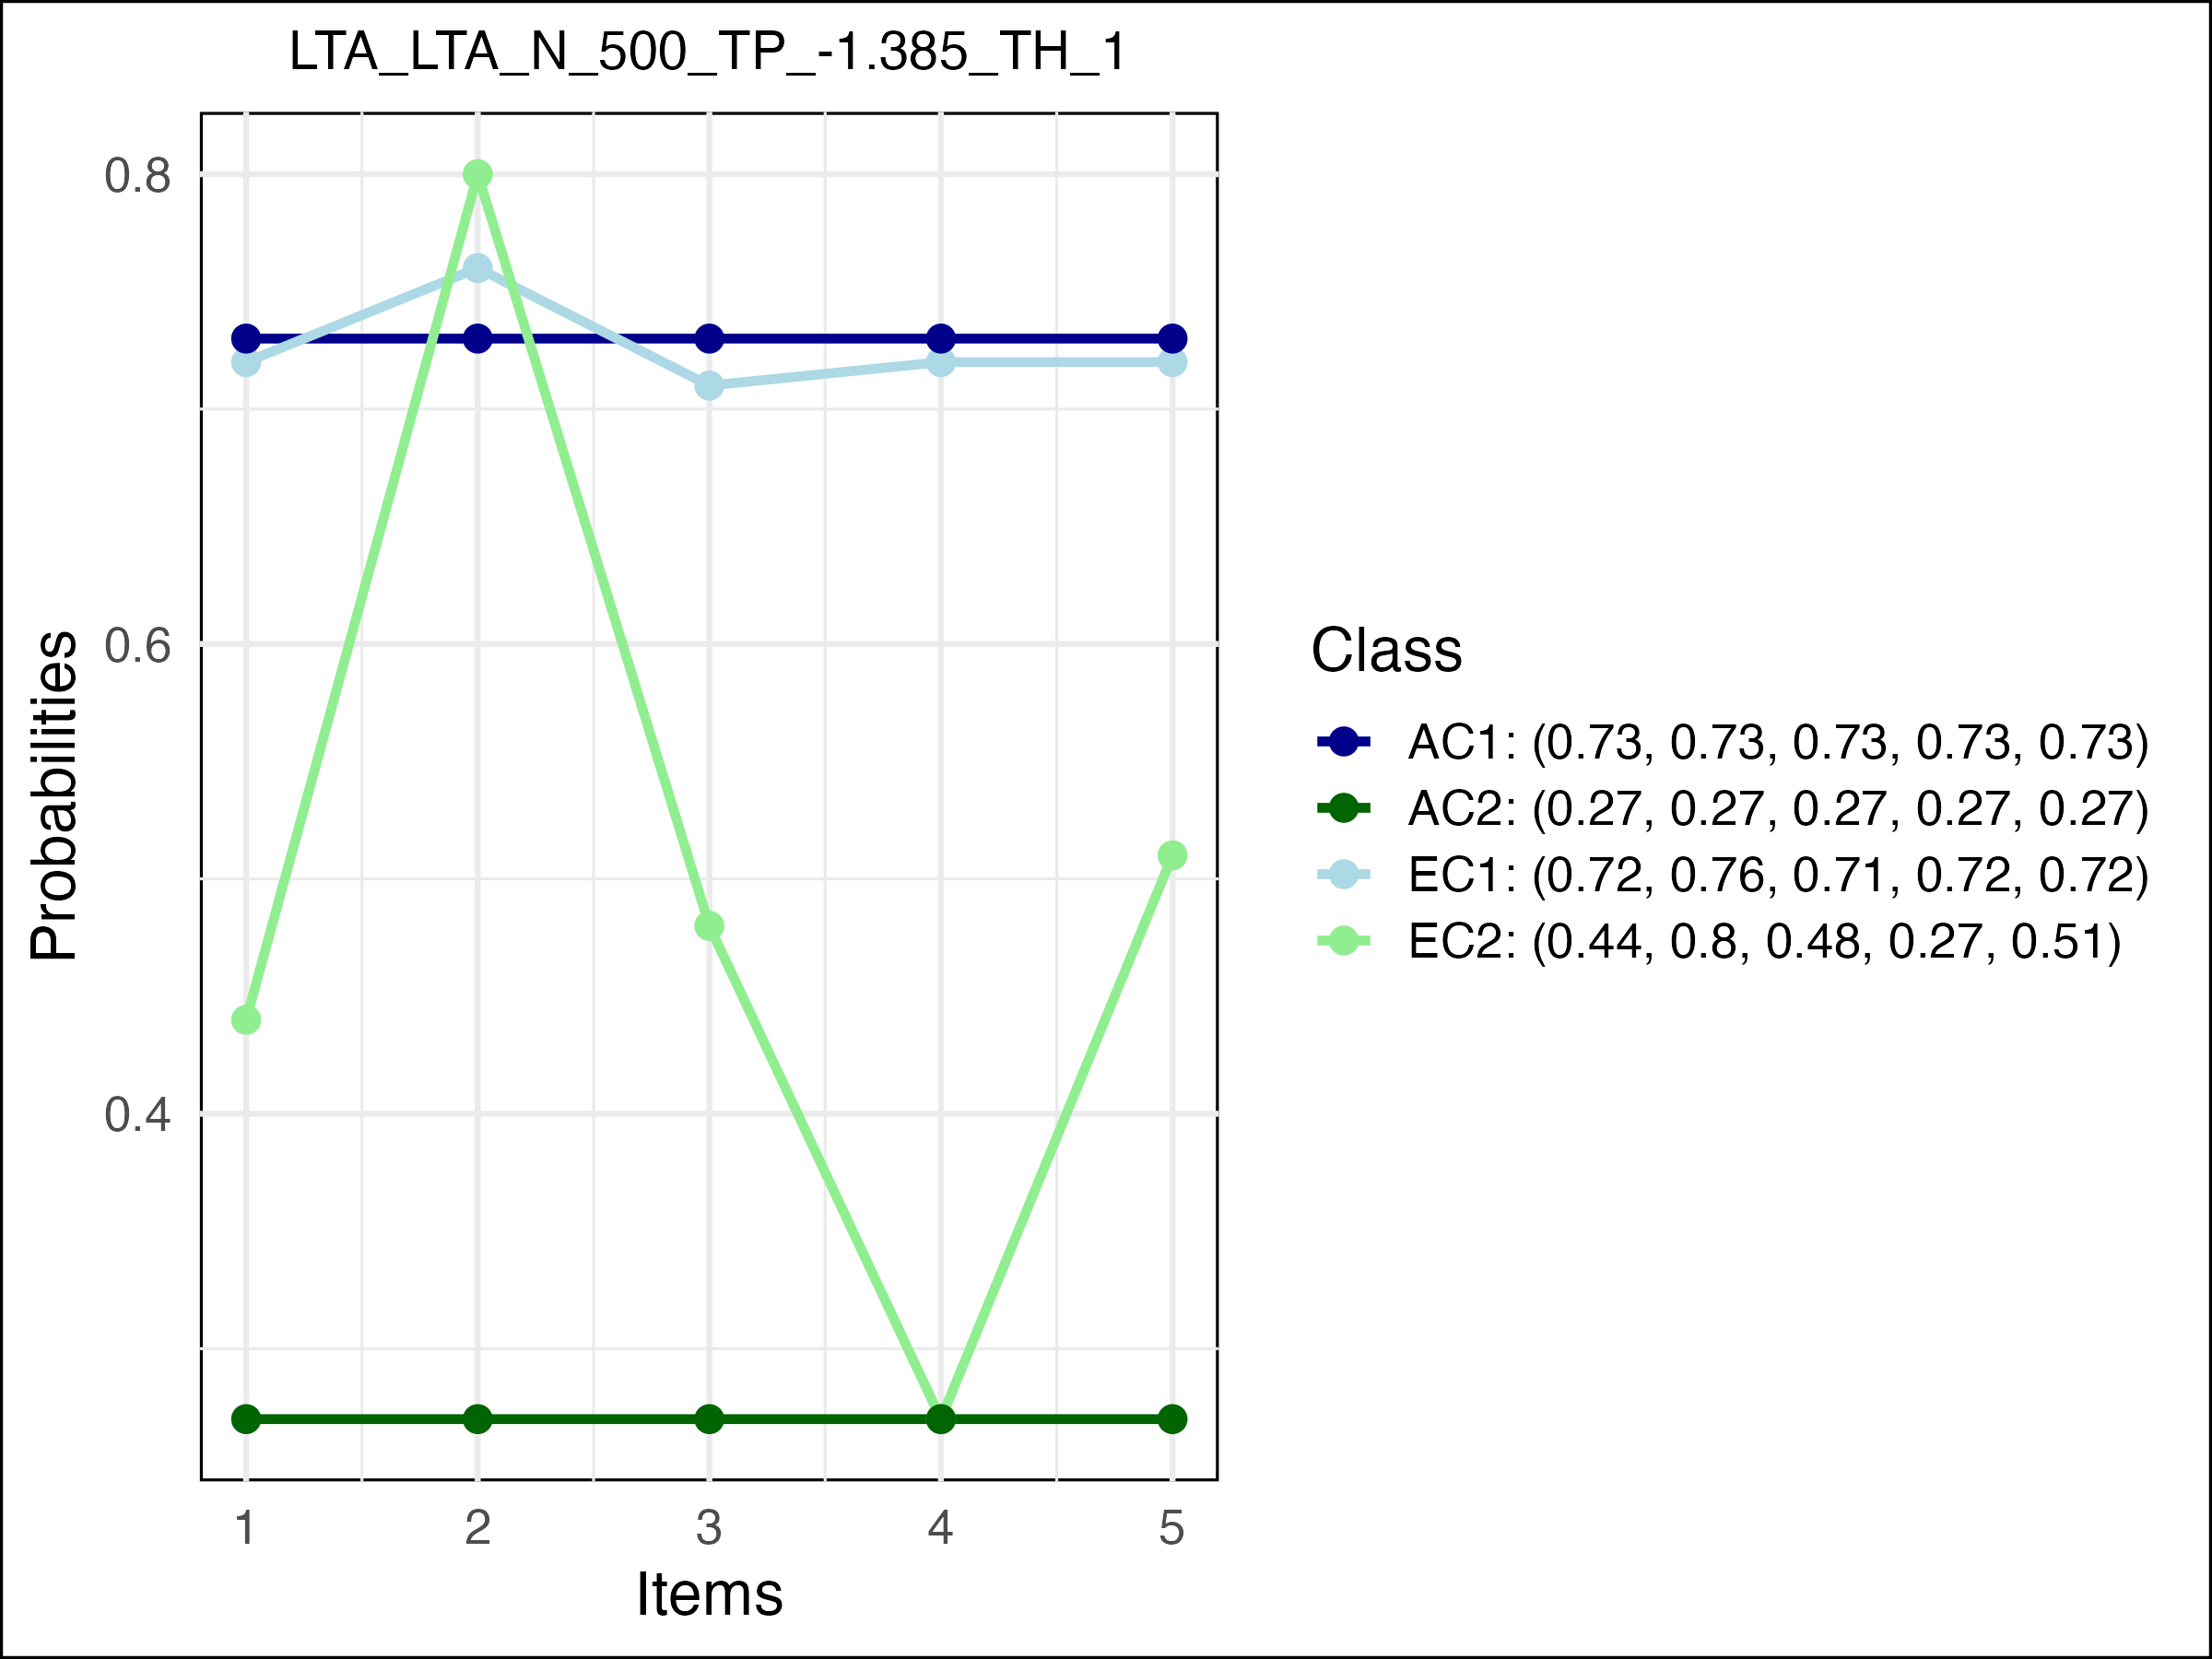 LTA_LTA_N_500_TP_-1.385_TH_1
Probabilities
0.8
0.6
0.4
1 2 3 4 5
Items
Class
AC1: (0.73, 0.73, 0.73, 0.73, 0.73)
AC2: (0.27, 0.27, 0.27, 0.27, 0.27)
EC1: (0.72, 0.76, 0.71, 0.72, 0.72)
EC2: (0.44, 0.8, 0.48, 0.27, 0.51)